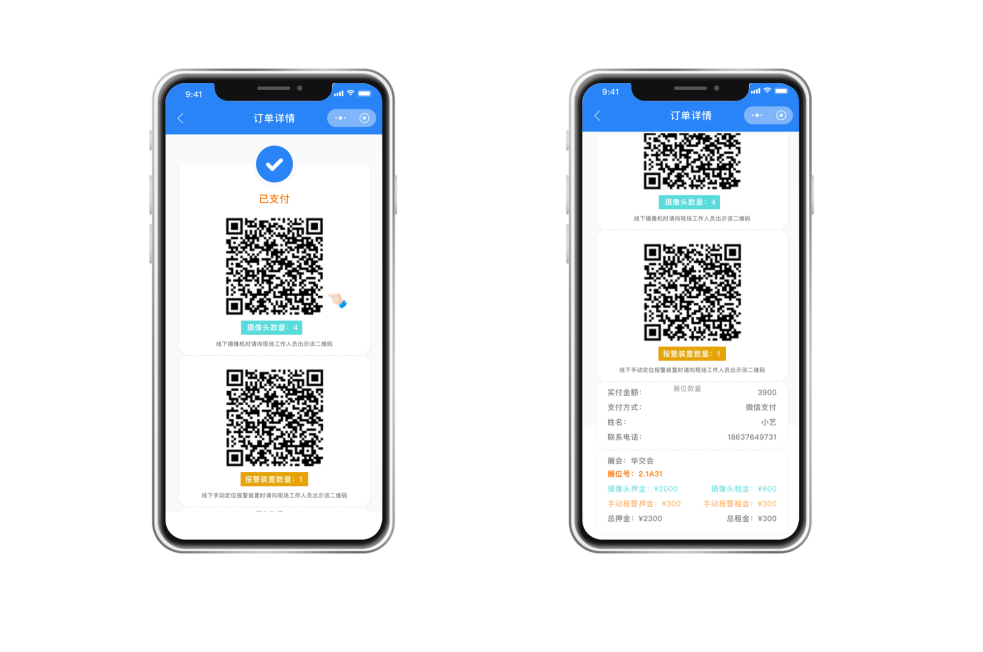 9:41
订单详情
已支付
摄像头数量：4
线下摄像机时请向现场工作人员出示该二维码
报警装置数量：1
线下手动定位报警装置时请向现场工作人员出示该二维码
9:41
订单详情
摄像头数量：4
线下摄像机时请向现场工作人员出示该二维码
报警装置数量：1
线下手动定位报警装置时请向现场工作人员出示该二维码
展位数量
实付金额： 3900
支付方式： 微信支付
姓名： 小艺
联系电话： 18637649731
展会：华交会
展位号：2.1A31
摄像头押金：¥2000 摄像头租金：¥600
手动报警押金：¥300 手动报警租金：¥300
总押金：¥2300 总租金：¥300